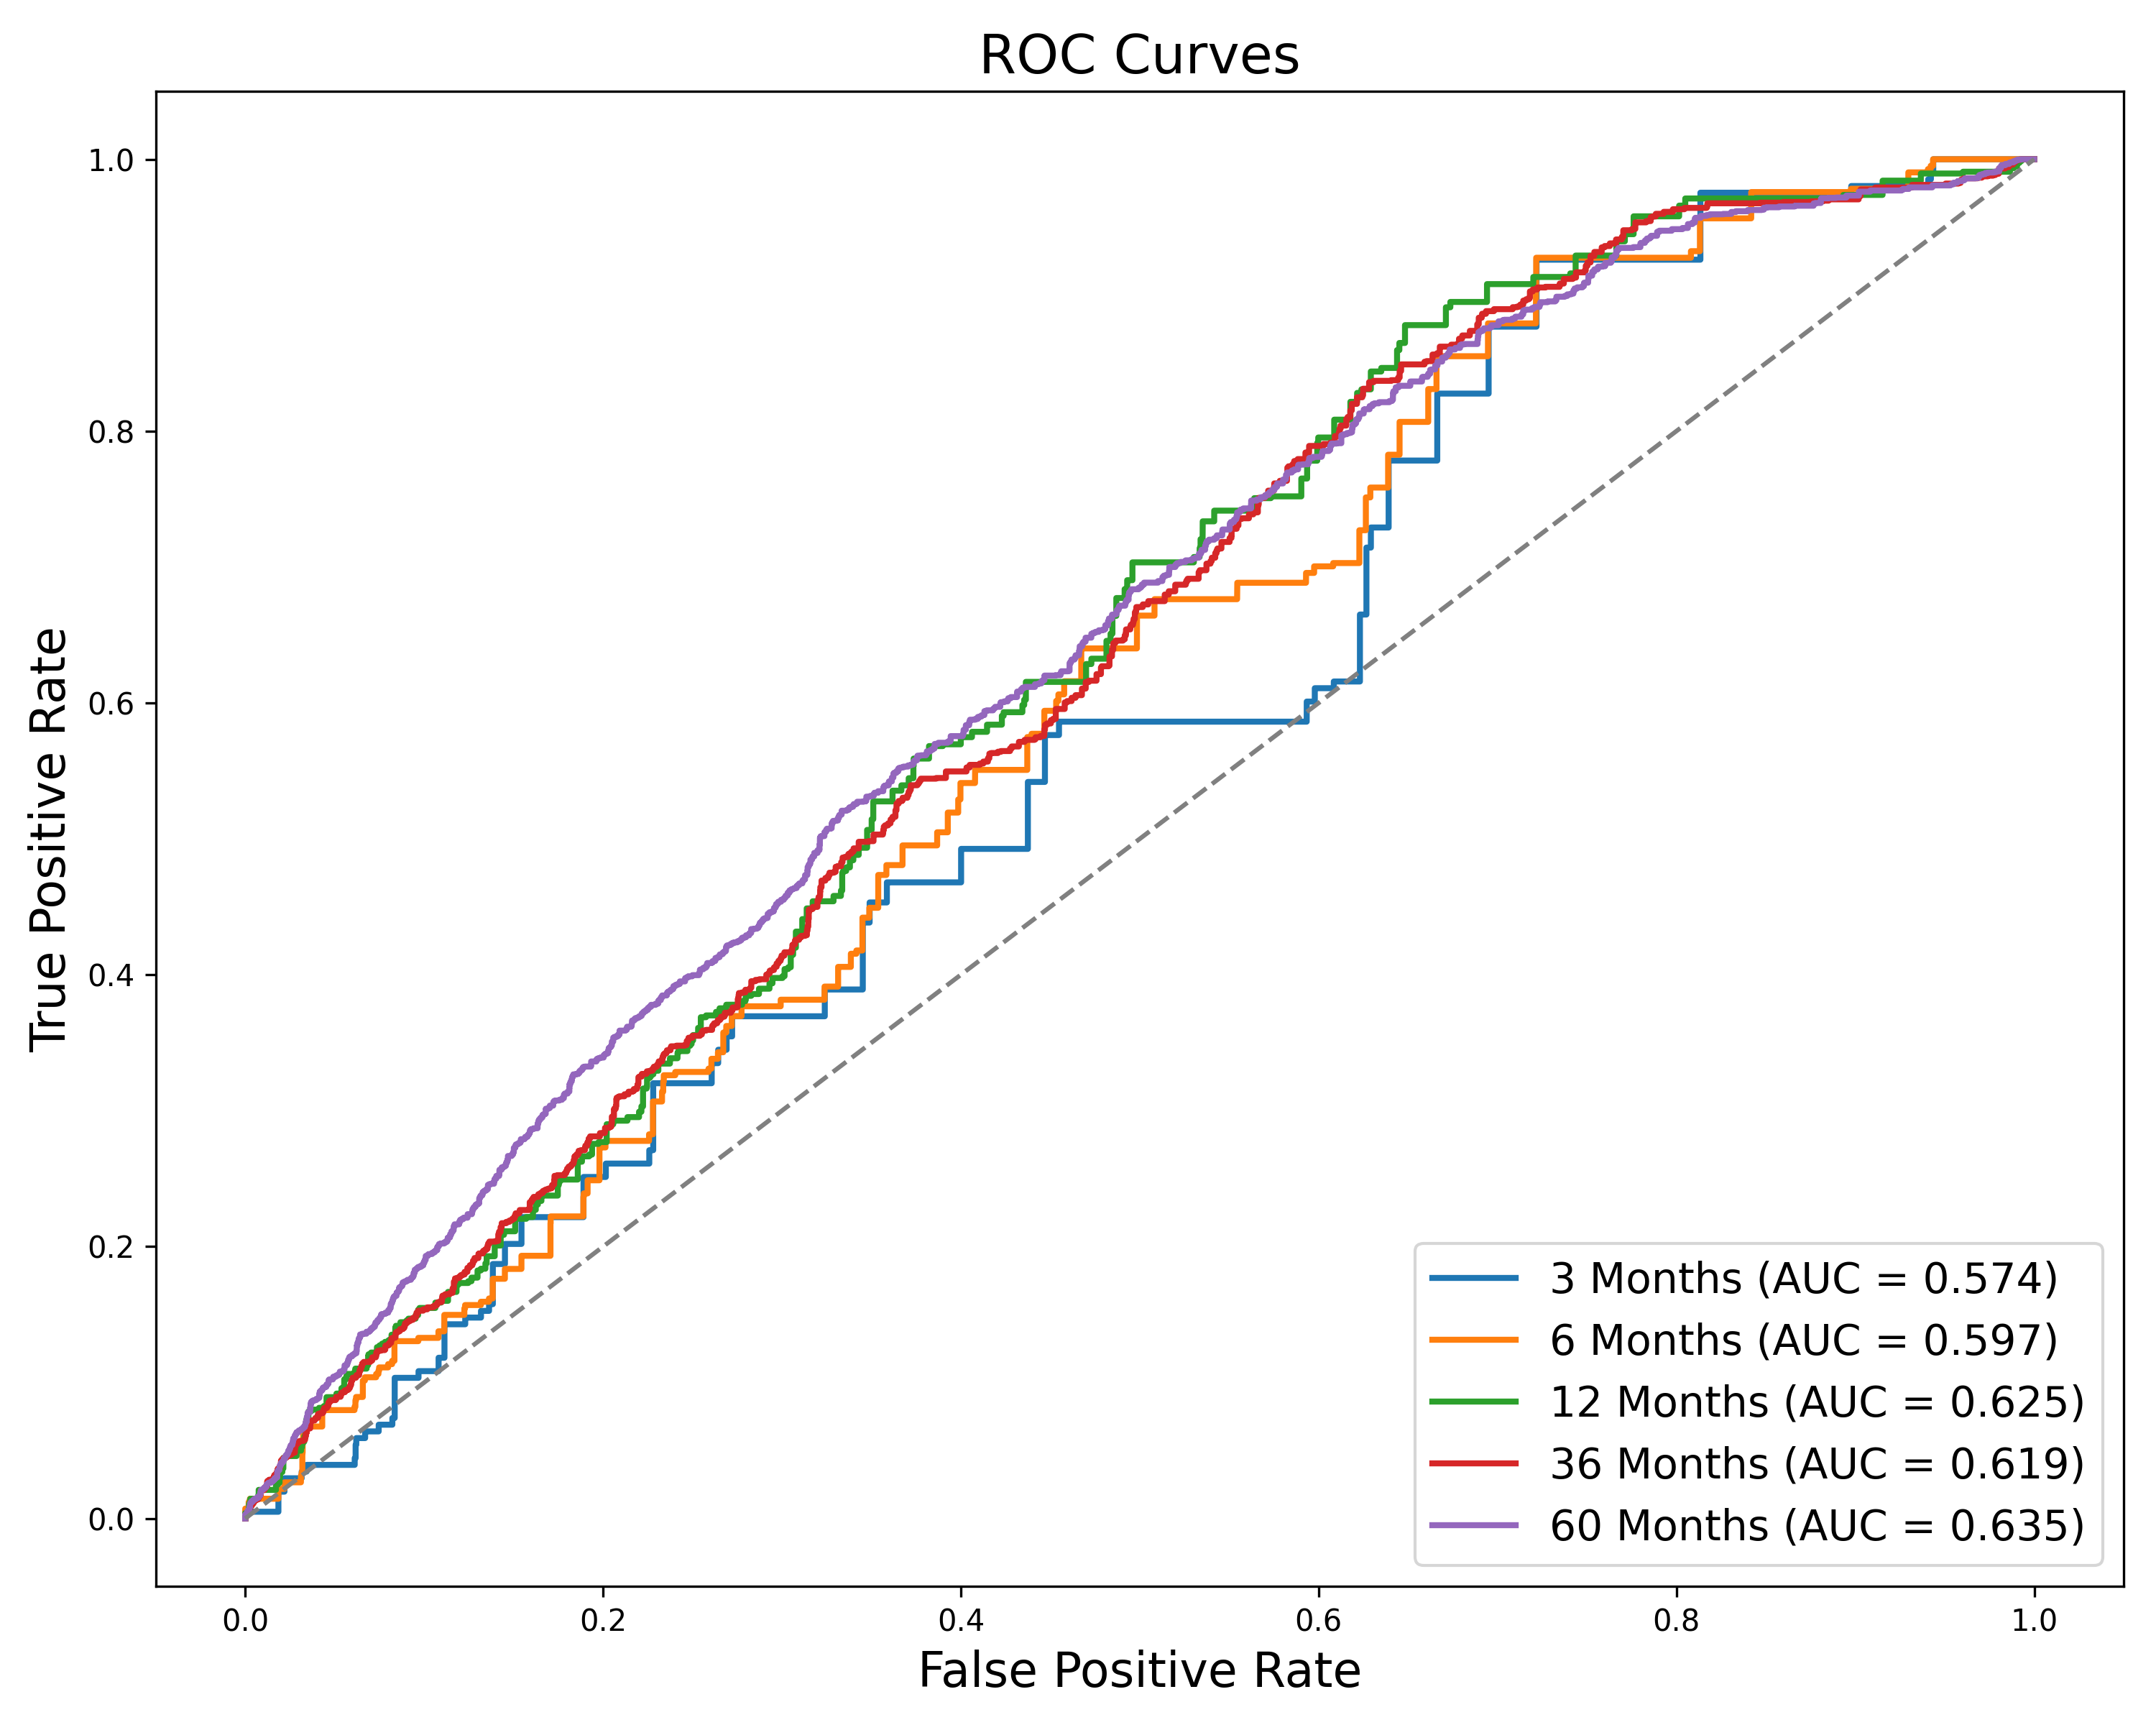 ROC Curves
True Positive Rate
1.0
0.8
0.6
0.4
0.2
0.0
0.0 0.2 0.4 0.6 0.8 1.0
False Positive Rate
3 Months (AUC = 0.574)
6 Months (AUC = 0.597)
12 Months (AUC = 0.625)
36 Months (AUC = 0.619)
60 Months (AUC = 0.635)